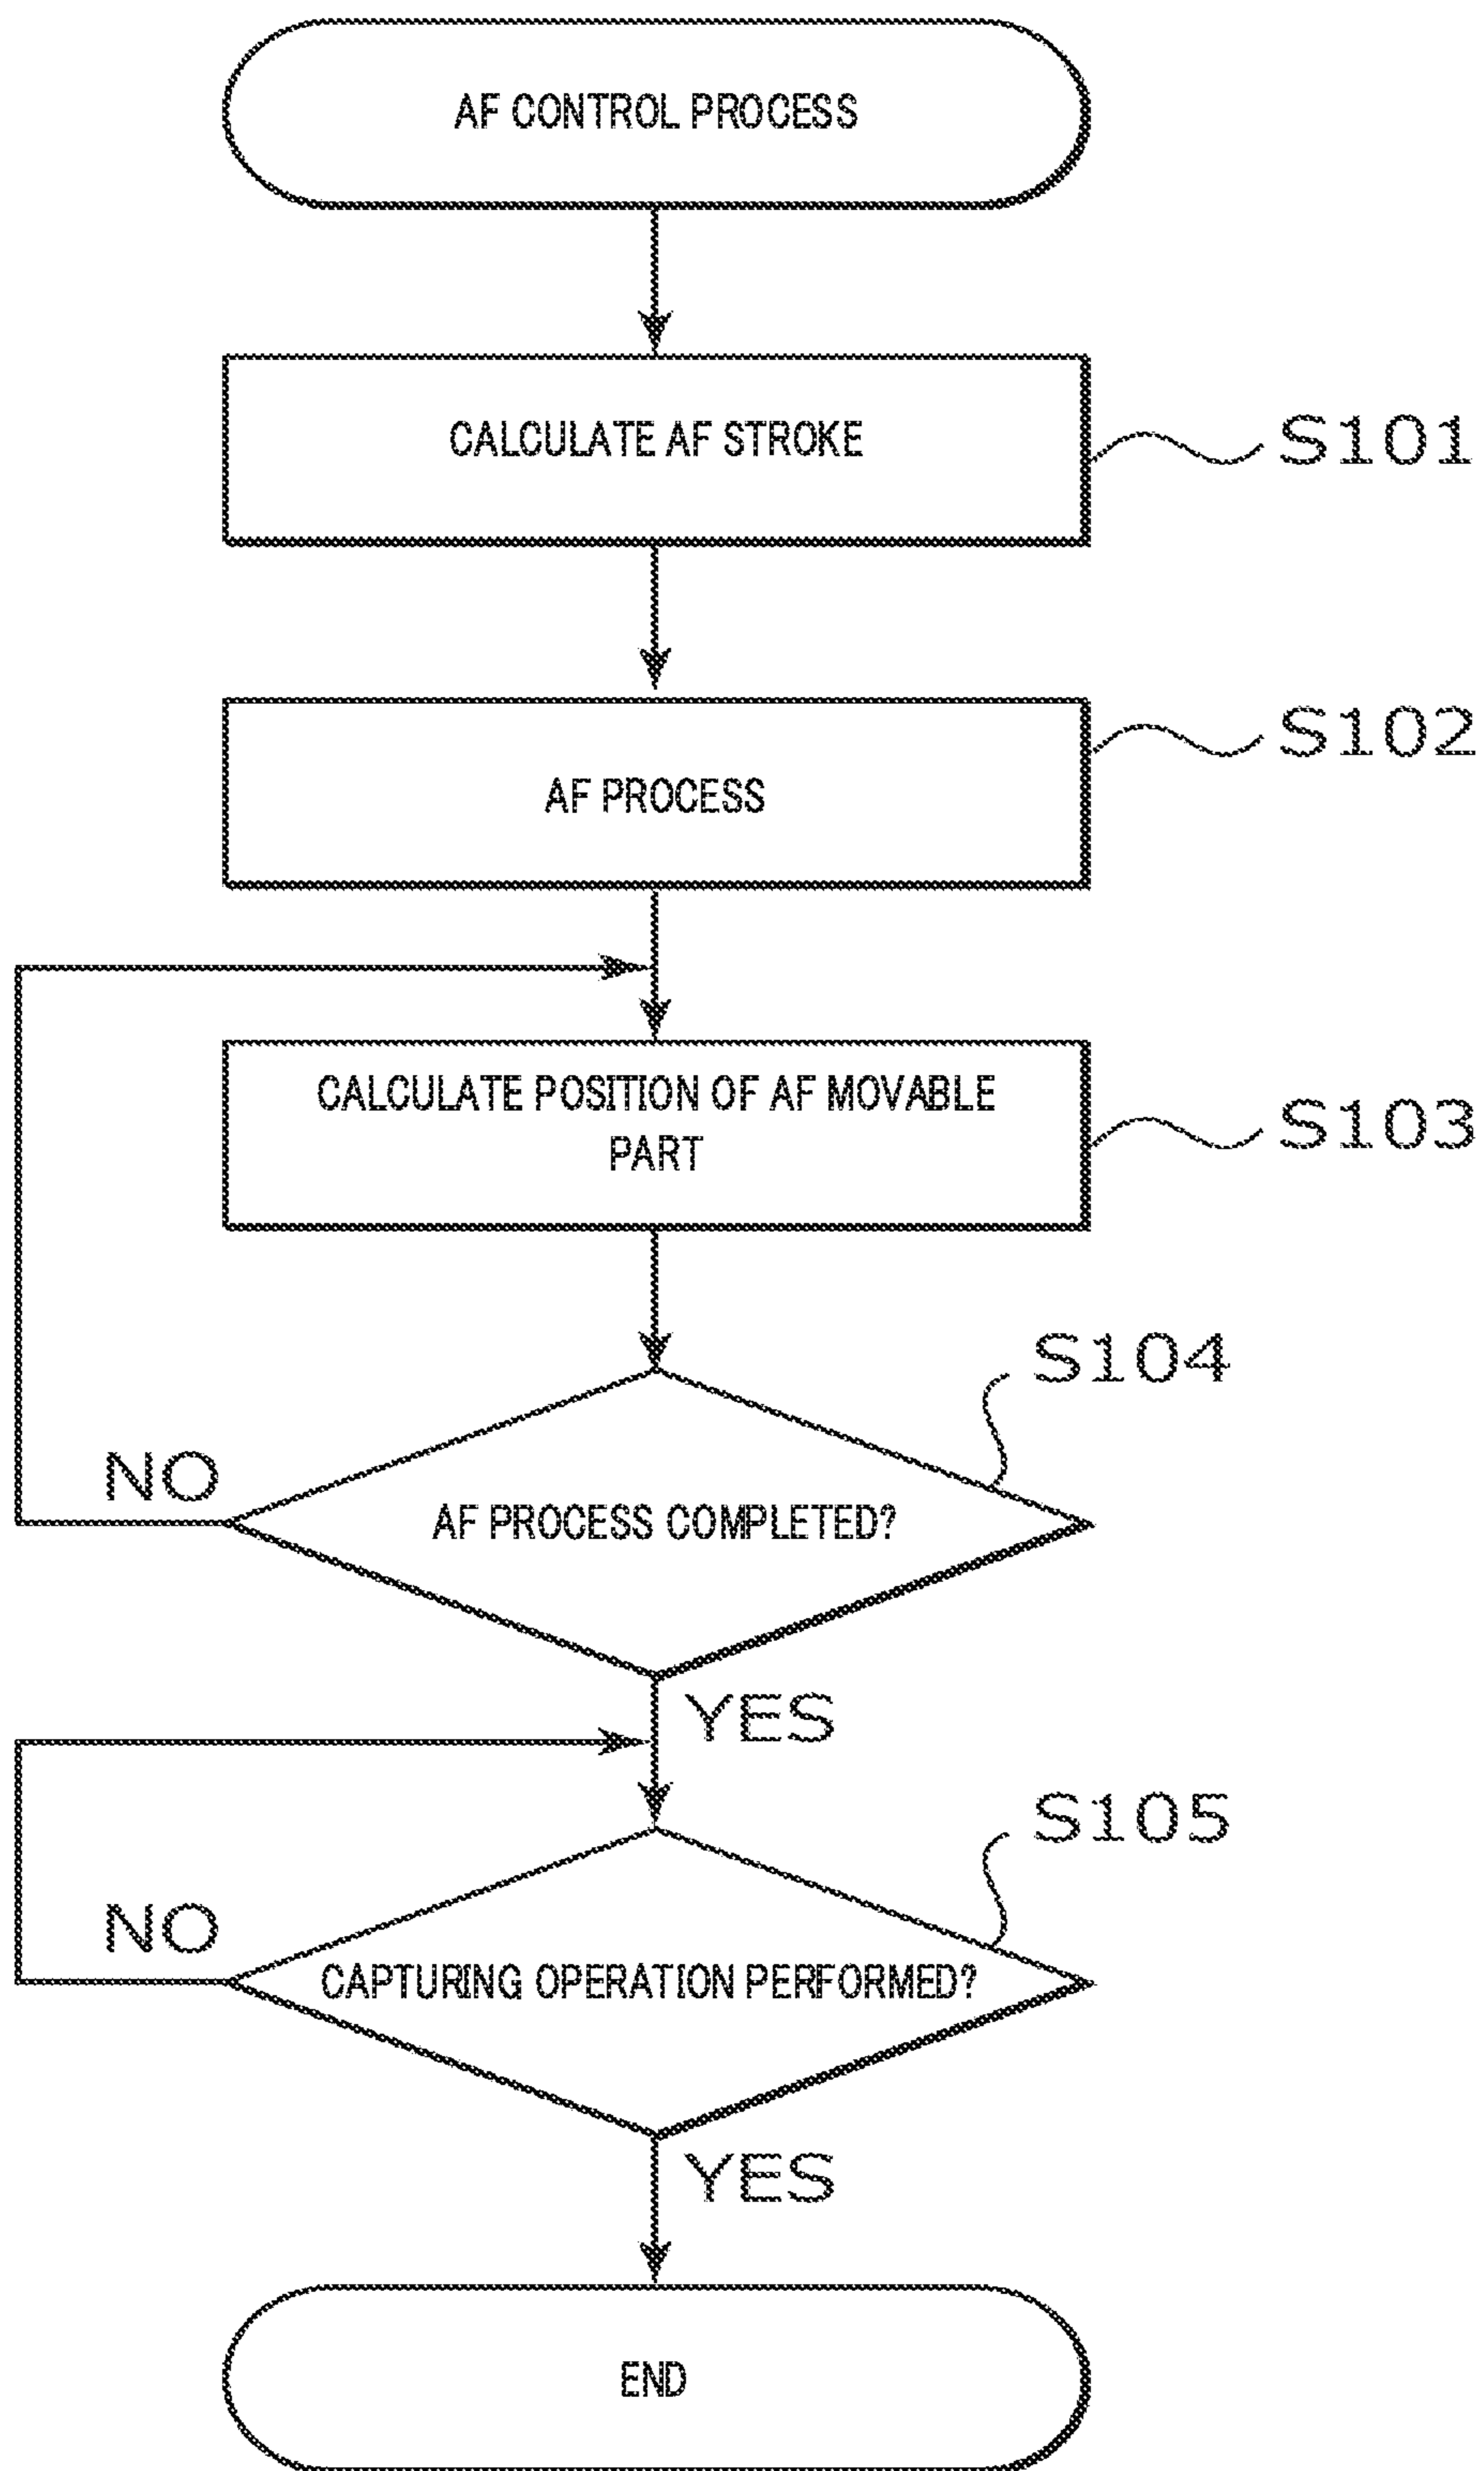 AF CONTROL PROCESS
CALCULATE AF STROKE
S101
S102
AF PROCESS
CALCULATE POSITION OF AF MOVABLE
PART
S103
S104
NO
AF PROCESS COMPLETED?
YES
S105
NO
CAPTURING OPERATION PERFORMED?
YES
END